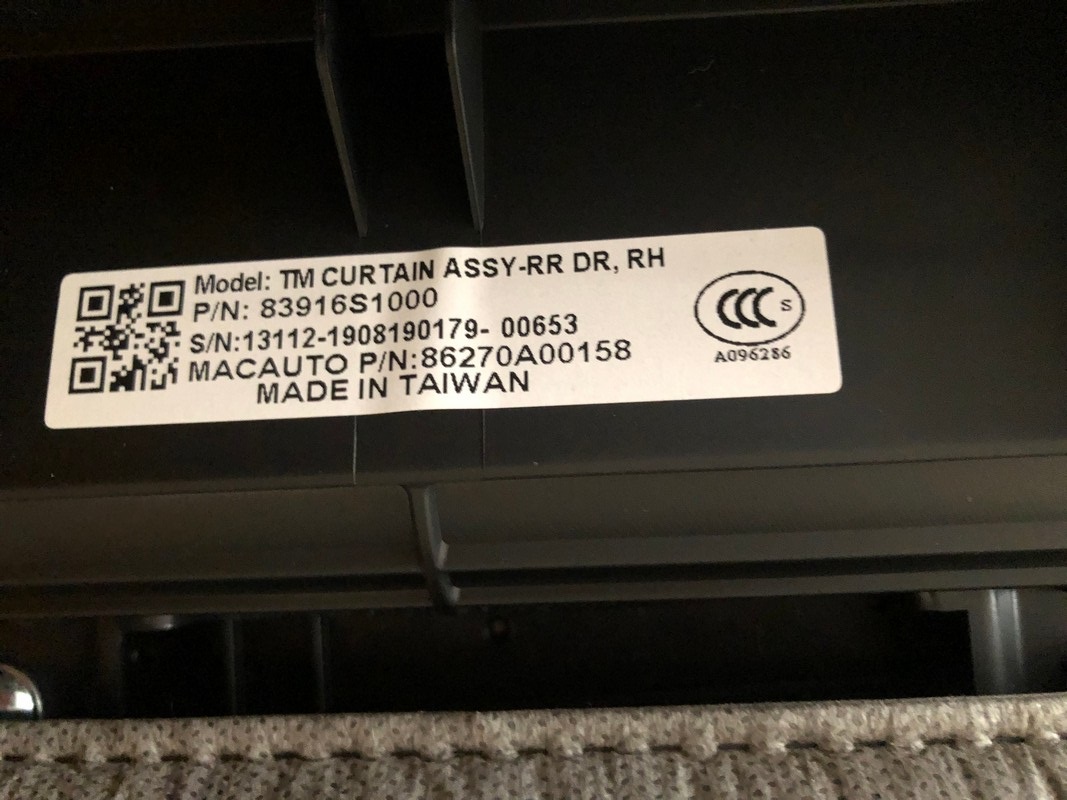 Model: TM CURTAIN ASSY-RR DR, RH
P/N: 83916S1000
S/N:13112-1908190179- 00653
MACAUTO P/N:86270A00158
MADE IN TAIWAN
CCC S
A096286